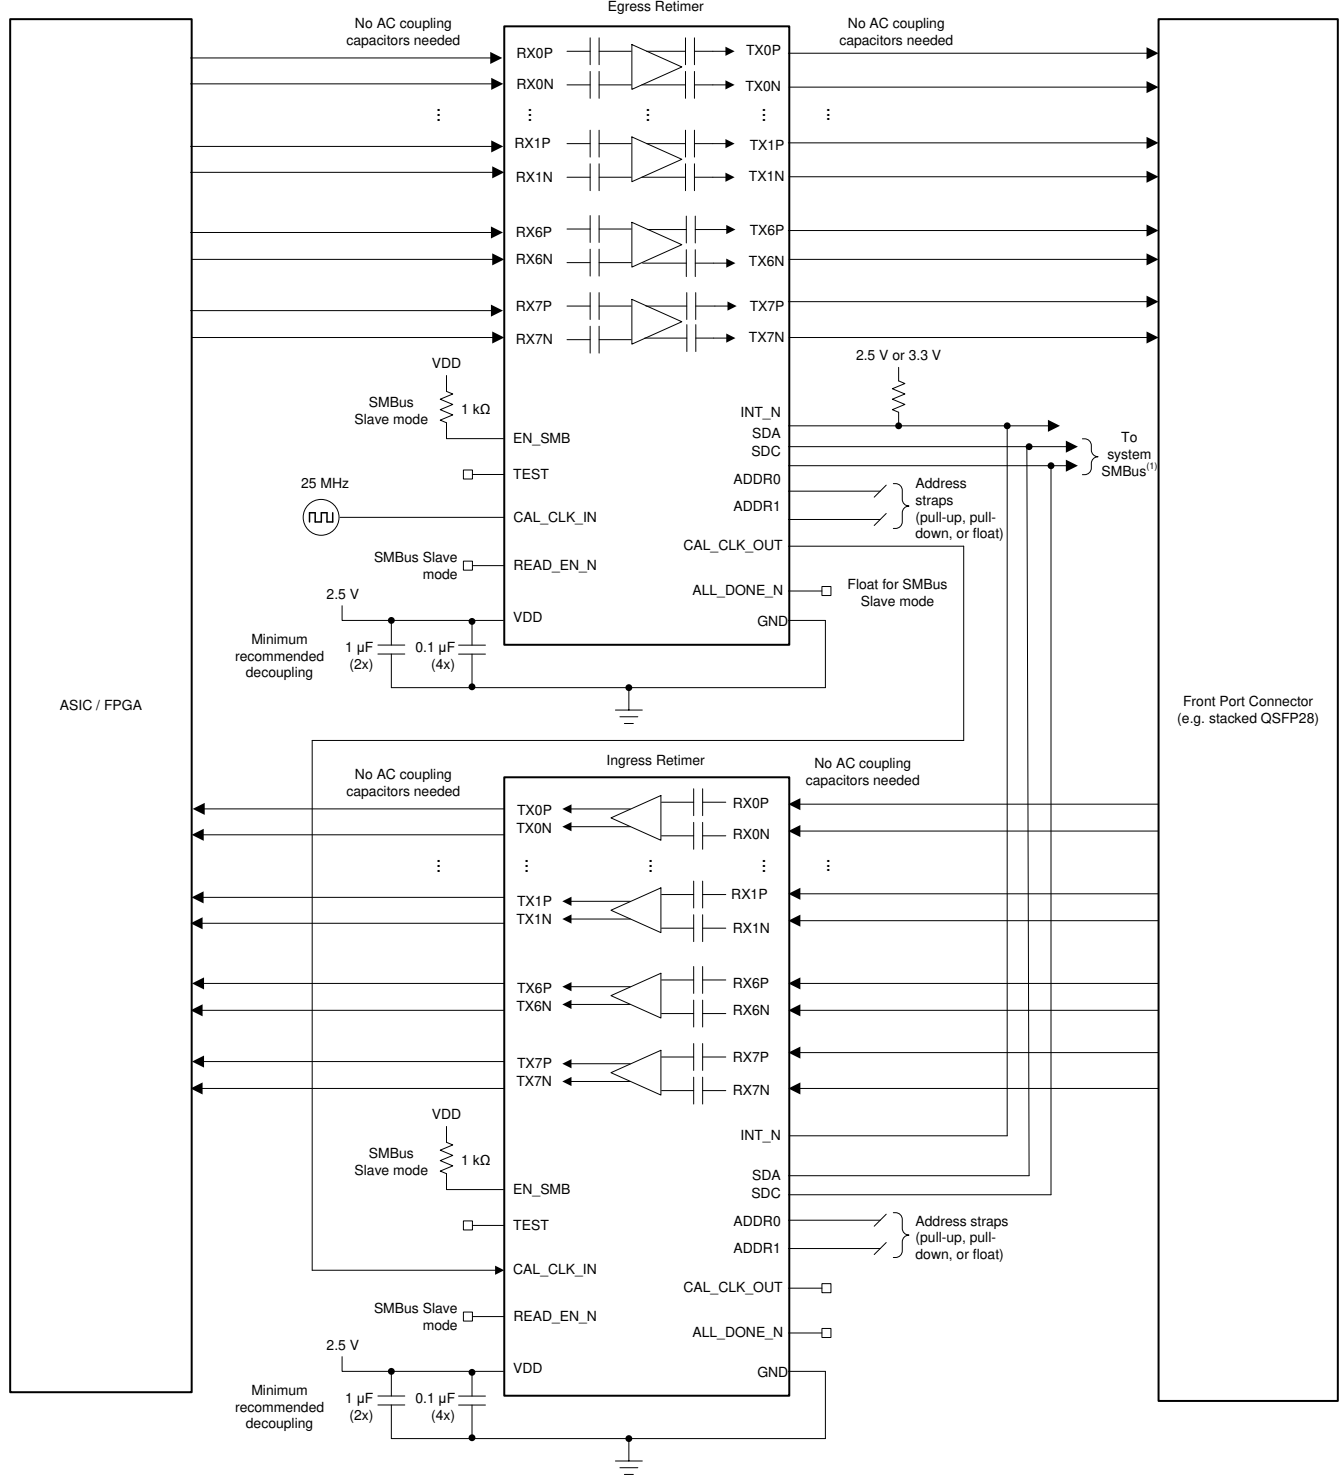 Egress Retimer
No AC coupling
capacitors needed
No AC coupling
capacitors needed
RX0P
TX0P
RX0N
TX0N
RX1P
TX1P
RX1N
TX1N
RX6P
TX6P
RX6N
TX6N
RX7P
TX7P
RX7N
TX7N
VDD
SMBus
Slave mode
1 kΩ
EN_SMB
TEST
25 MHz
CAL_CLK_IN
SMBus Slave
mode
READ_EN_N
2.5 V
VDD
Minimum
recommended
decoupling
1 μF
(2x)
0.1 μF
(4x)
2.5 V or 3.3 V
INT_N
SDA
SDC
To
system
SMBus(1)
ADDR0
ADDR1
Address
straps
(pull-up, pull-
down, or float)
CAL_CLK_OUT
ALL_DONE_N
Float for SMBus
Slave mode
GND
ASIC / FPGA
Front Port Connector
(e.g. stacked QSFP28)
Ingress Retimer
No AC coupling
capacitors needed
No AC coupling
capacitors needed
TX0P
RX0P
TX0N
RX0N
TX1P
RX1P
TX1N
RX1N
TX6P
RX6P
TX6N
RX6N
TX7P
RX7P
TX7N
RX7N
VDD
SMBus
Slave mode
1 kΩ
EN_SMB
TEST
CAL_CLK_IN
SMBus Slave
mode
READ_EN_N
2.5 V
VDD
Minimum
recommended
decoupling
1 μF
(2x)
0.1 μF
(4x)
INT_N
SDA
SDC
ADDR0
ADDR1
Address straps
(pull-up, pull-
down, or float)
CAL_CLK_OUT
ALL_DONE_N
GND